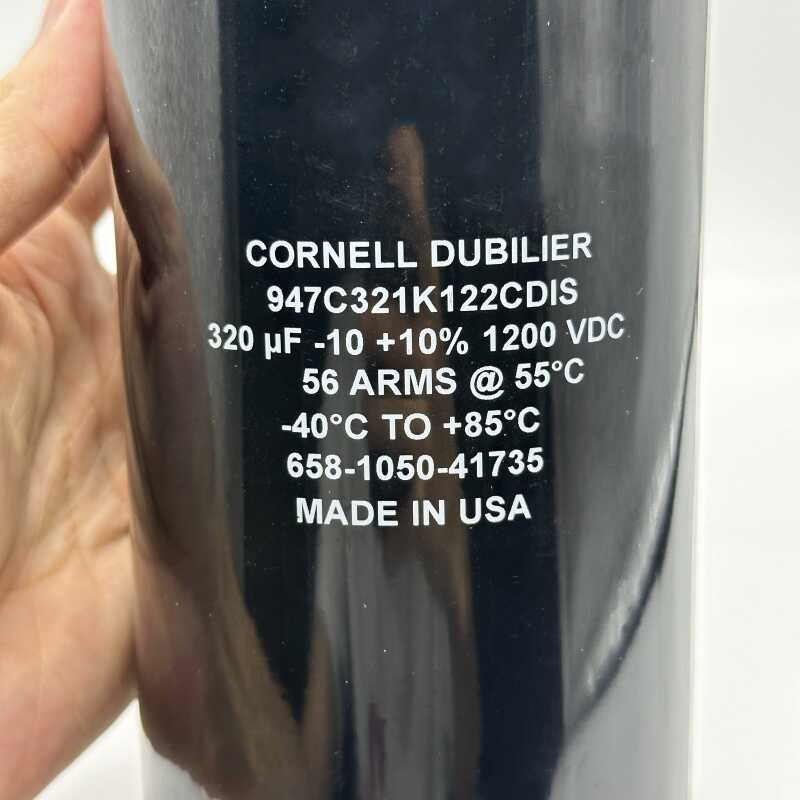 CORNELL DUBILIER
947C321K122CDIS
320 µF -10 +10% 1200 VDC
56 ARMS @ 55°C
-40°C TO +85°C
658-1050-41735
MADE IN USA